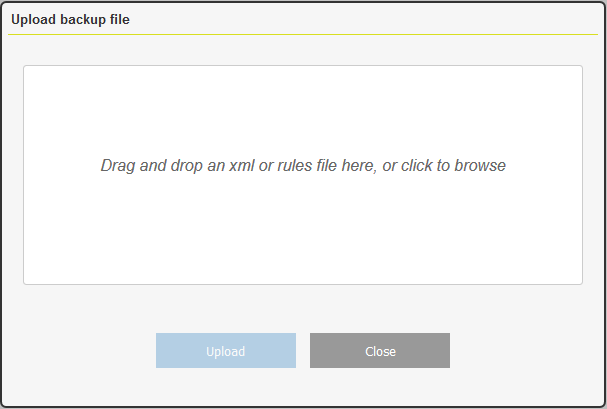 Upload backup file
Drag and drop an xml or rules file here, or click to browse
Upload
Close